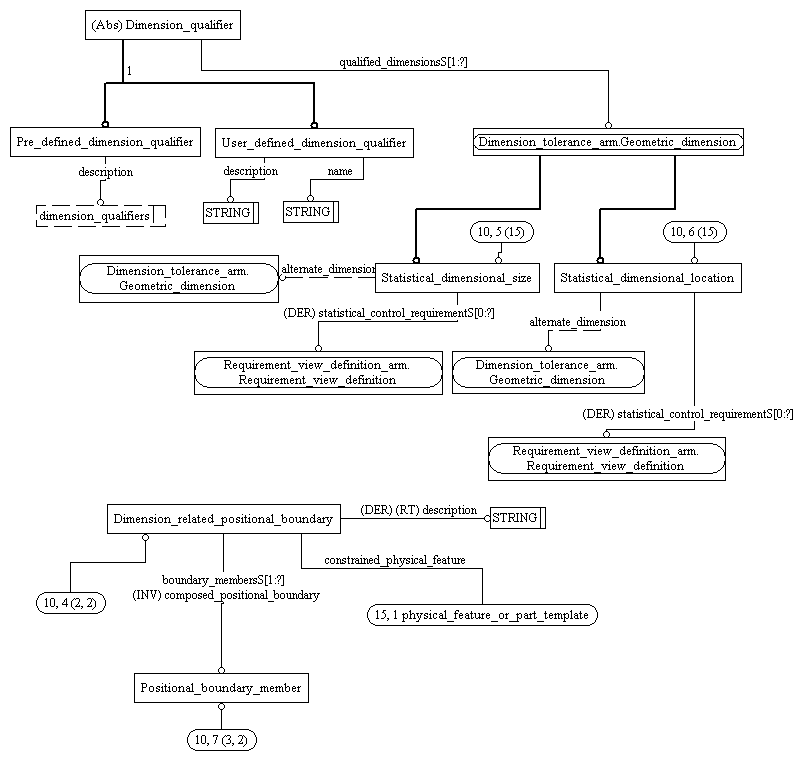 (Abs) Dimension_qualifier
qualified_dimensionsS[1:?]
1
Pre_defined_dimension_qualifier
User_defined_dimension_qualifier
Dimension_tolerance_arm.Geometric_dimension
description
description
name
dimension_qualifiers
STRING
STRING
10, 5 (15)
10, 6 (15)
Dimension_tolerance_arm.
Geometric_dimension
alternate_dimension
Statistical_dimensional_size
Statistical_dimensional_location
(DER) statistical_control_requirementS[0:?]
alternate_dimension
Requirement_view_definition_arm.
Requirement_view_definition
Dimension_tolerance_arm.
Geometric_dimension
(DER) statistical_control_requirementS[0:?]
Requirement_view_definition_arm.
Requirement_view_definition
Dimension_related_positional_boundary
(DER) (RT) description
STRING
constrained_physical_feature
boundary_membersS[1:?]
(INV) composed_positional_boundary
10, 4 (2, 2)
15, 1 physical_feature_or_part_template
Positional_boundary_member
10, 7 (3, 2)